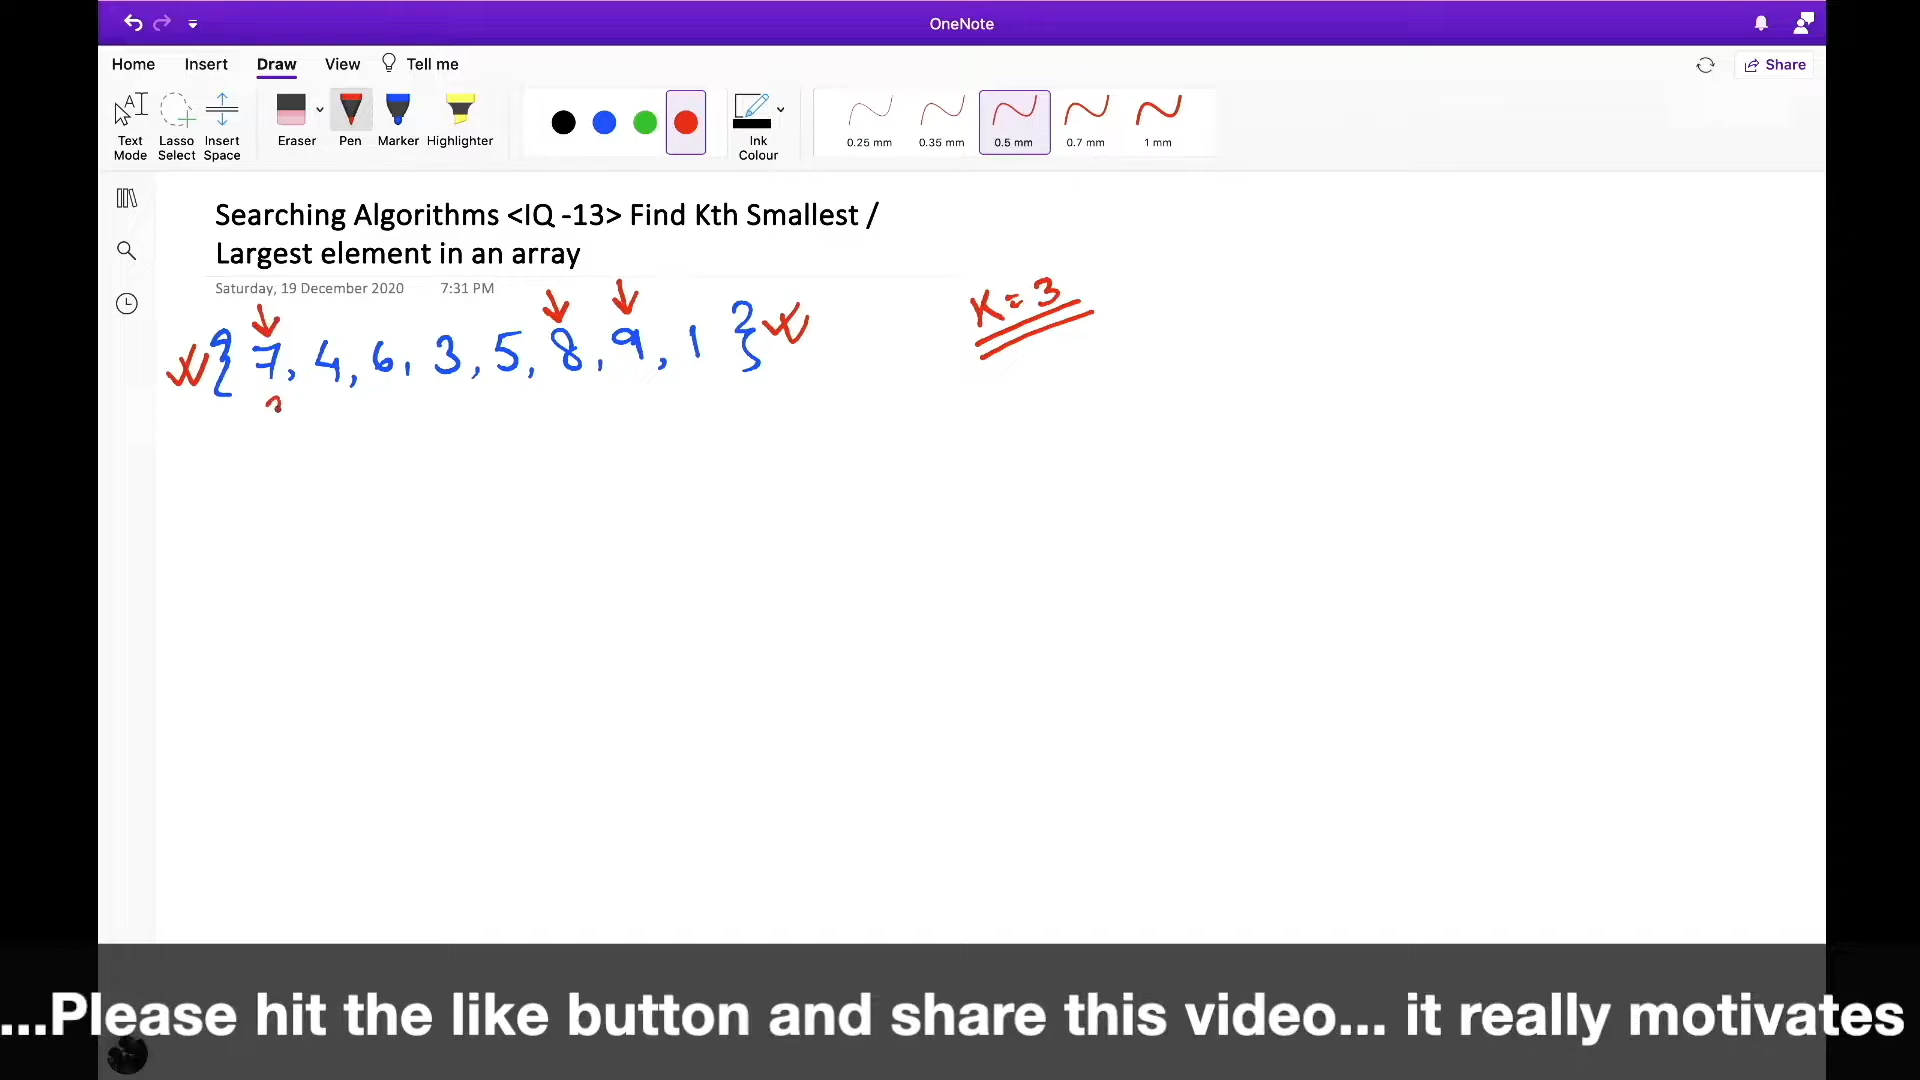 OneNote
Home Insert Draw View Tell me
Share
Text Mode
Lasso Select
Insert Space
Eraser
Pen
Marker
Highlighter
Ink Colour
0.25 mm
0.35 mm
0.5 mm
0.7 mm
1 mm
Searching Algorithms <IQ -13> Find Kth Smallest /
Largest element in an array
Saturday, 19 December 2020 7:31 PM
K = 3
{ 7, 4, 6, 3, 5, 8, 9, 1 }
...Please hit the like button and share this video... it really motivates